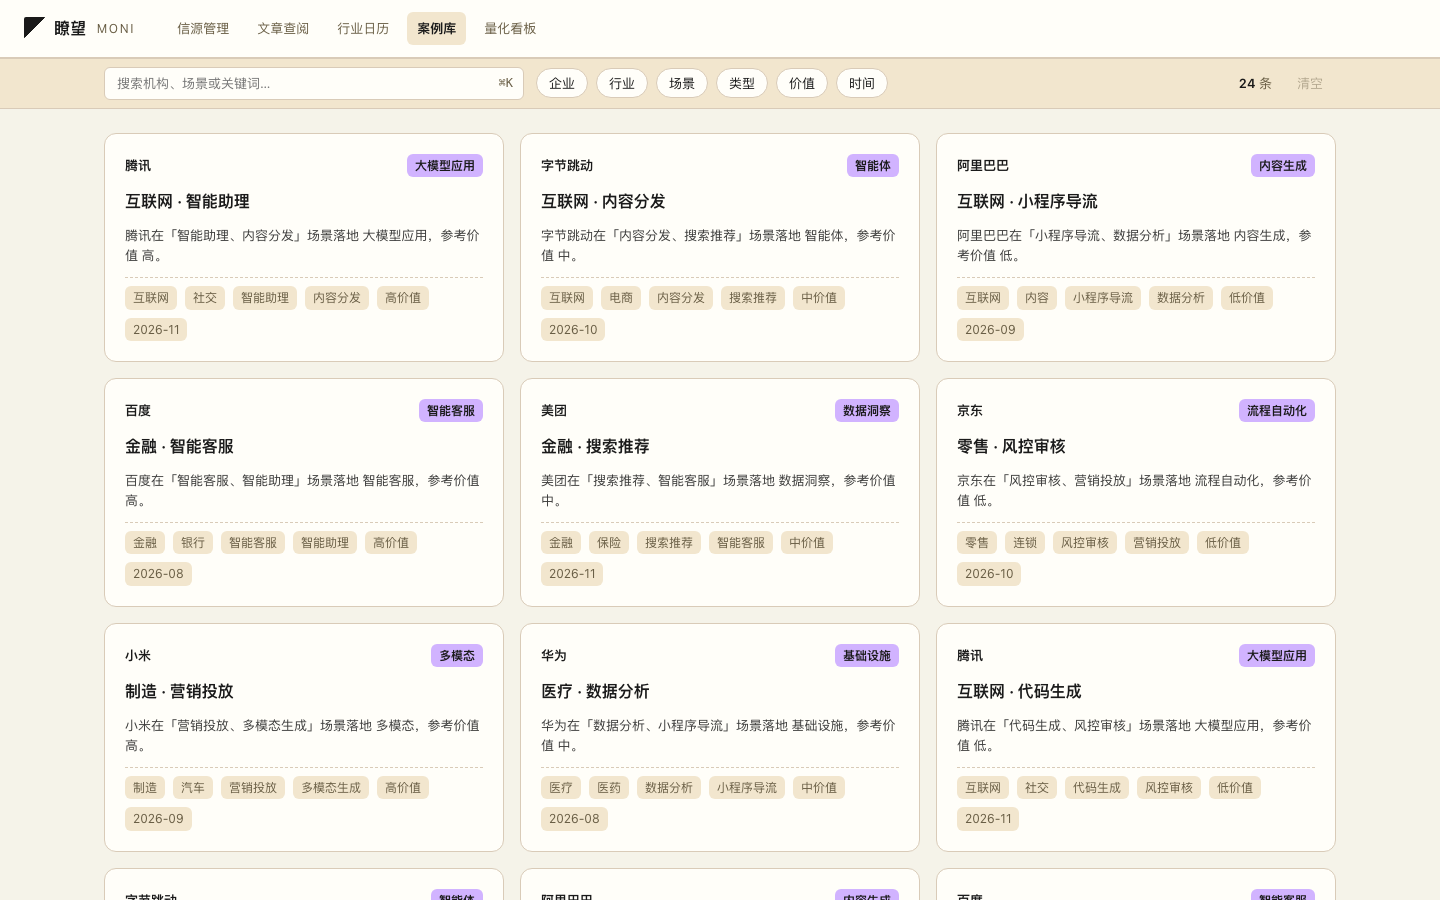 瞭望 MONI 信源管理 文章查阅 行业日历 案例库 量化看板
搜索机构、场景或关键词... ⌘K 企业 行业 场景 类型 价值 时间 24 条 清空
腾讯 大模型应用
互联网 · 智能助理
腾讯在「智能助理、内容分发」场景落地 大模型应用，参考价
值 高。
互联网 社交 智能助理 内容分发 高价值
2026-11
字节跳动 智能体
互联网 · 内容分发
字节跳动在「内容分发、搜索推荐」场景落地 智能体，参考价
值 中。
互联网 电商 内容分发 搜索推荐 中价值
2026-10
阿里巴巴 内容生成
互联网 · 小程序导流
阿里巴巴在「小程序导流、数据分析」场景落地 内容生成，参
考价值 低。
互联网 内容 小程序导流 数据分析 低价值
2026-09
百度 智能客服
金融 · 智能客服
百度在「智能客服、智能助理」场景落地 智能客服，参考价值
高。
金融 银行 智能客服 智能助理 高价值
2026-08
美团 数据洞察
金融 · 搜索推荐
美团在「搜索推荐、智能客服」场景落地 数据洞察，参考价值
中。
金融 保险 搜索推荐 智能客服 中价值
2026-11
京东 流程自动化
零售 · 风控审核
京东在「风控审核、营销投放」场景落地 流程自动化，参考价
值 低。
零售 连锁 风控审核 营销投放 低价值
2026-10
小米 多模态
制造 · 营销投放
小米在「营销投放、多模态生成」场景落地 多模态，参考价值
高。
制造 汽车 营销投放 多模态生成 高价值
2026-09
华为 基础设施
医疗 · 数据分析
华为在「数据分析、小程序导流」场景落地 基础设施，参考价
值 中。
医疗 医药 数据分析 小程序导流 中价值
2026-08
腾讯 大模型应用
互联网 · 代码生成
腾讯在「代码生成、风控审核」场景落地 大模型应用，参考价
值 低。
互联网 社交 代码生成 风控审核 低价值
2026-11
字节跳动 智能体
阿里巴巴 内容生成
百度 智能客服